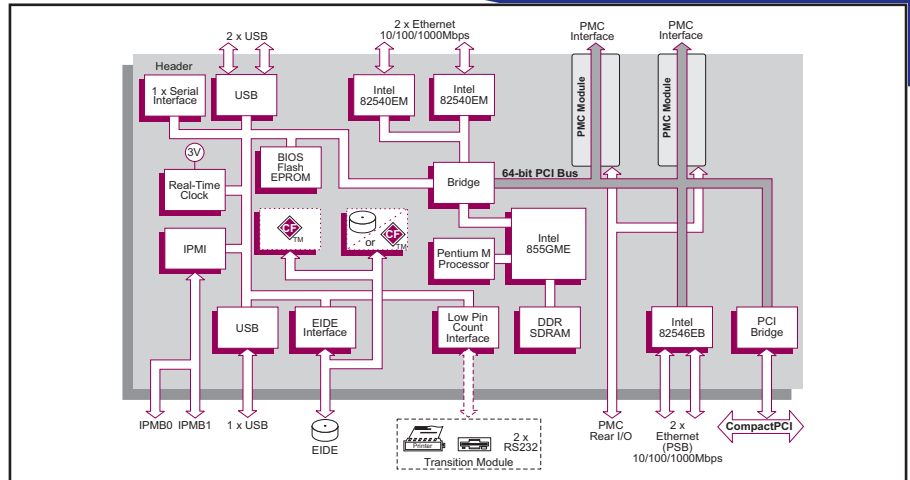 2 x USB
2 x Ethernet
10/100/1000Mbps
PMC
Interface
PMC
Interface
Header
1 x Serial
Interface
USB
Intel
82540EM
Intel
82540EM
PMC Module
PMC Module
3V
BIOS
Flash
EPROM
Real-Time
Clock
Bridge
64-bit PCI Bus
CF
TM
or
CF
TM
IPMI
Pentium M
Processor
Intel
855GME
USB
EIDE
Interface
Low Pin
Count
Interface
DDR
SDRAM
Intel
82546EB
PCI
Bridge
IPMB0
IPMB1
1 x USB
EIDE
Printer
2 x
RS232
Transition Module
PMC
Rear I/O
2 x
Ethernet
(PSB)
10/100/1000Mbps
CompactPCI